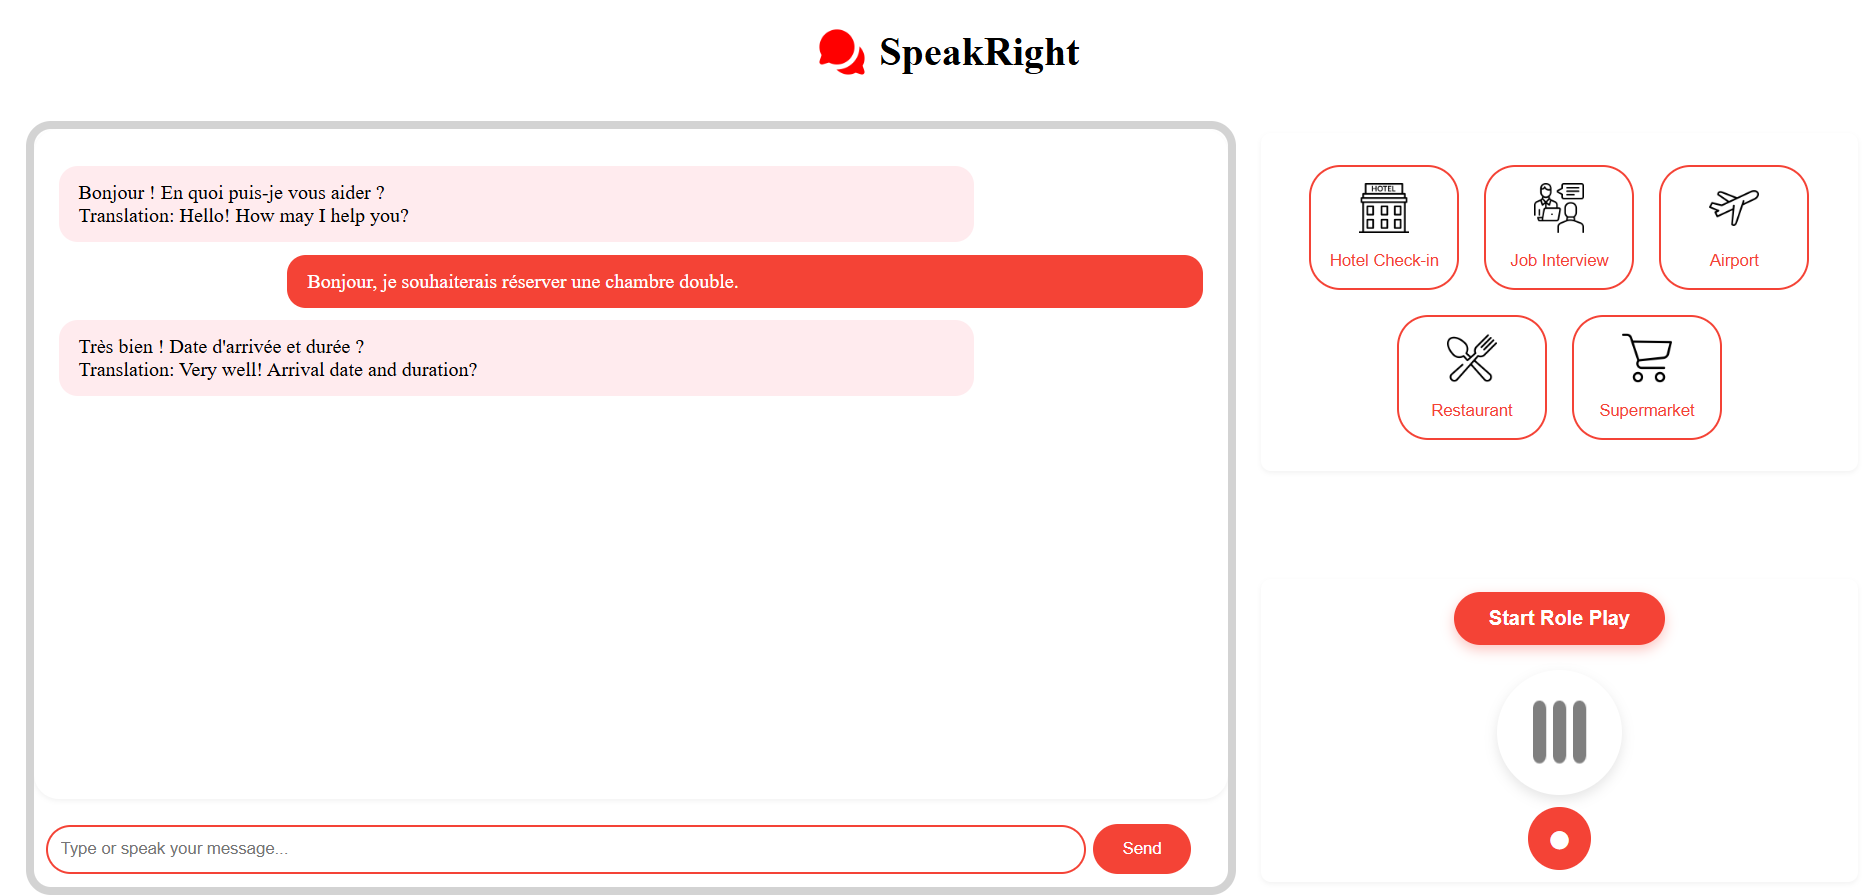 SpeakRight
Bonjour ! En quoi puis-je vous aider ?
Translation: Hello! How may I help you?
Bonjour, je souhaiterais réserver une chambre double.
Très bien ! Date d'arrivée et durée ?
Translation: Very well! Arrival date and duration?
Type or speak your message...
Send
HOTEL
Hotel Check-in
Job Interview
Airport
Restaurant
Supermarket
Start Role Play